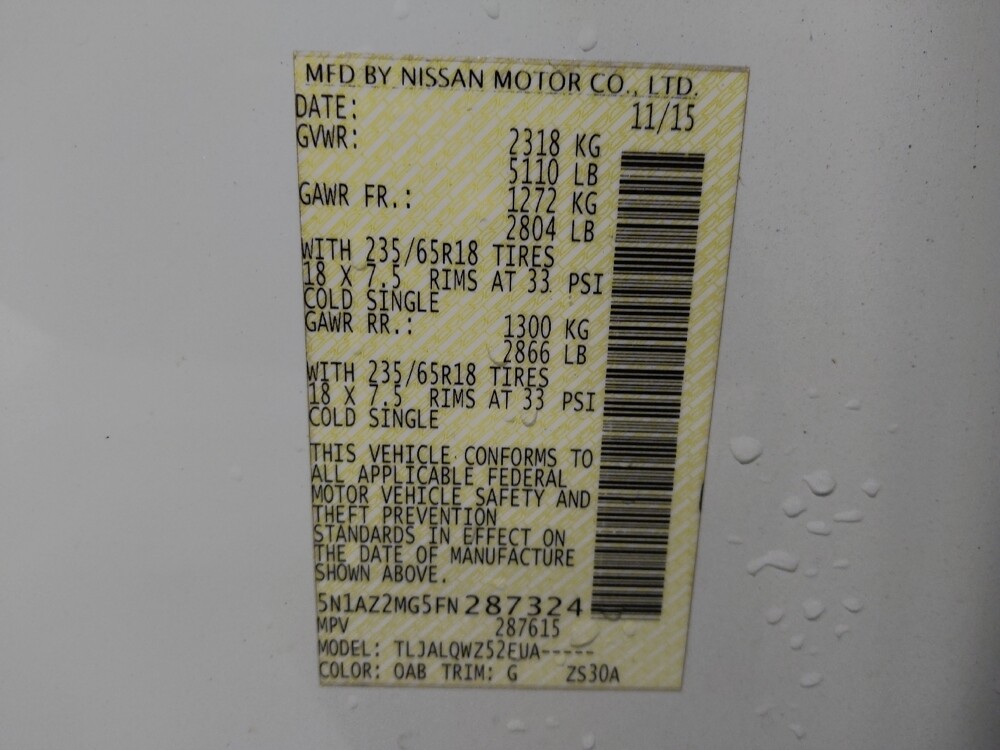 MFD BY NISSAN MOTOR CO., LTD.
DATE: 11/15
GVWR: 2318 KG
5110 LB
GAWR FR.: 1272 KG
2804 LB
WITH 235/65R18 TIRES
18 X 7.5 RIMS AT 33 PSI
COLD SINGLE
GAWR RR.: 1300 KG
2866 LB
WITH 235/65R18 TIRES
18 X 7.5 RIMS AT 33 PSI
COLD SINGLE
THIS VEHICLE CONFORMS TO
ALL APPLICABLE FEDERAL
MOTOR VEHICLE SAFETY AND
THEFT PREVENTION
STANDARDS IN EFFECT ON
THE DATE OF MANUFACTURE
SHOWN ABOVE.
5N1AZ2MG5FN287324
MPV 287615
MODEL: TLJALQWZ52EUA-----
COLOR: OAB TRIM: G ZS30A